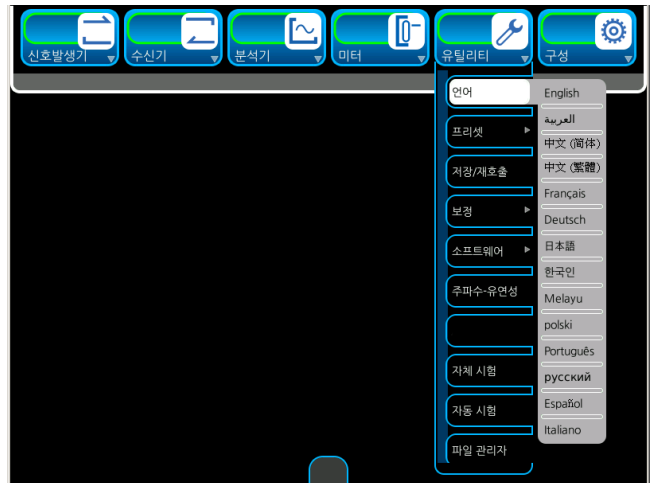 신호발생기
수신기
분석기
미터
유틸리티
구성
언어
프리셋
저장/재호출
보정
소프트웨어
주파수-유연성
자체 시험
자동 시험
파일 관리자
English
العربية
中文 (简体)
中文 (繁體)
Français
Deutsch
日本語
한국인
Melayu
polski
Português
русский
Español
Italiano